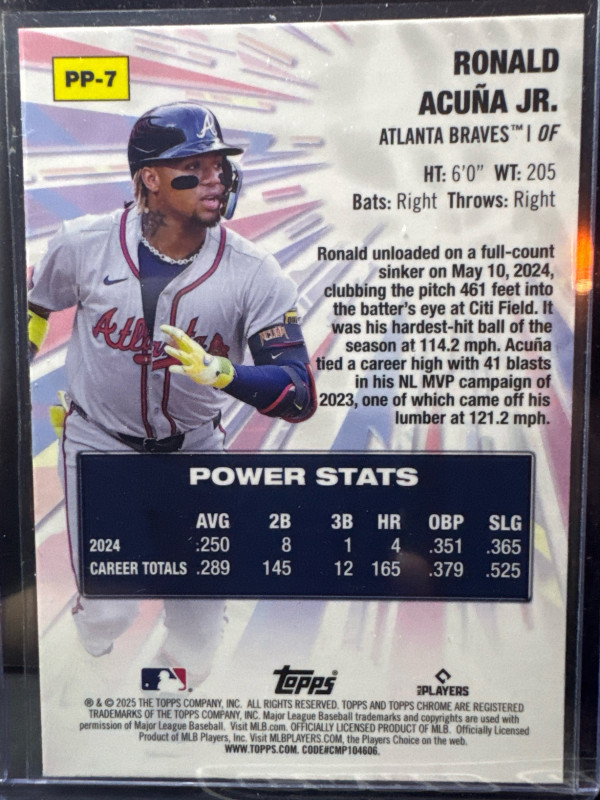 PP-7
RONALD
ACUÑA JR.
ATLANTA BRAVES™ | OF
HT: 6'0" WT: 205
Bats: Right Throws: Right
Ronald unloaded on a full-count
sinker on May 10, 2024,
clubbing the pitch 461 feet into
the batter's eye at Citi Field. It
was his hardest-hit ball of the
season at 114.2 mph. Acuña
tied a career high with 41 blasts
in his NL MVP campaign of
2023, one of which came off his
lumber at 121.2 mph.
A
Atlanta
POWER STATS
AVG 2B 3B HR OBP SLG
2024 .250 8 1 4 .351 .365
CAREER TOTALS .289 145 12 165 .379 .525
topps
PLAYERS
® & © 2025 THE TOPPS COMPANY, INC. ALL RIGHTS RESERVED. TOPPS AND TOPPS CHROME ARE REGISTERED
TRADEMARKS OF THE TOPPS COMPANY, INC. Major League Baseball trademarks and copyrights are used with
permission of Major League Baseball. Visit MLB.com. OFFICIALLY LICENSED PRODUCT OF MLB. Officially Licensed
Product of MLB Players, Inc. Visit MLBPLAYERS.COM, the Players Choice on the web.
WWW.TOPPS.COM. CODE#CMP104606.